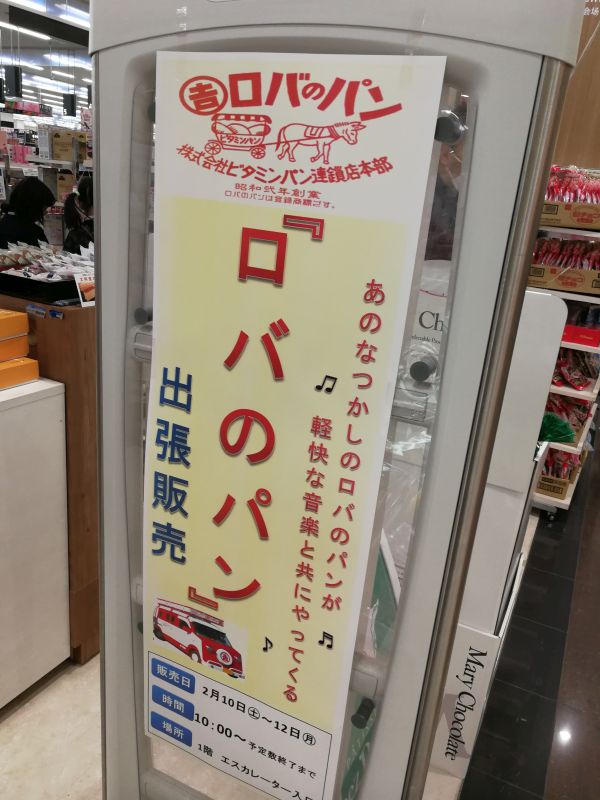 吉ロバのパン
ビタミンパン
株式会社ビタミンパン連鎖店本部
昭和弐年創業
ロバのパンは登録商標です。
あのなつかしのロバのパンが
♫ 軽快な音楽と共にやってくる ♬
『ロバのパン』
出張販売
♪
販売日 2月10日㊏～12日㊊
時間 10:00～ 予定数終了まで
場所 1階 エスカレーター入口
Ch
Mary Chocolate
会場